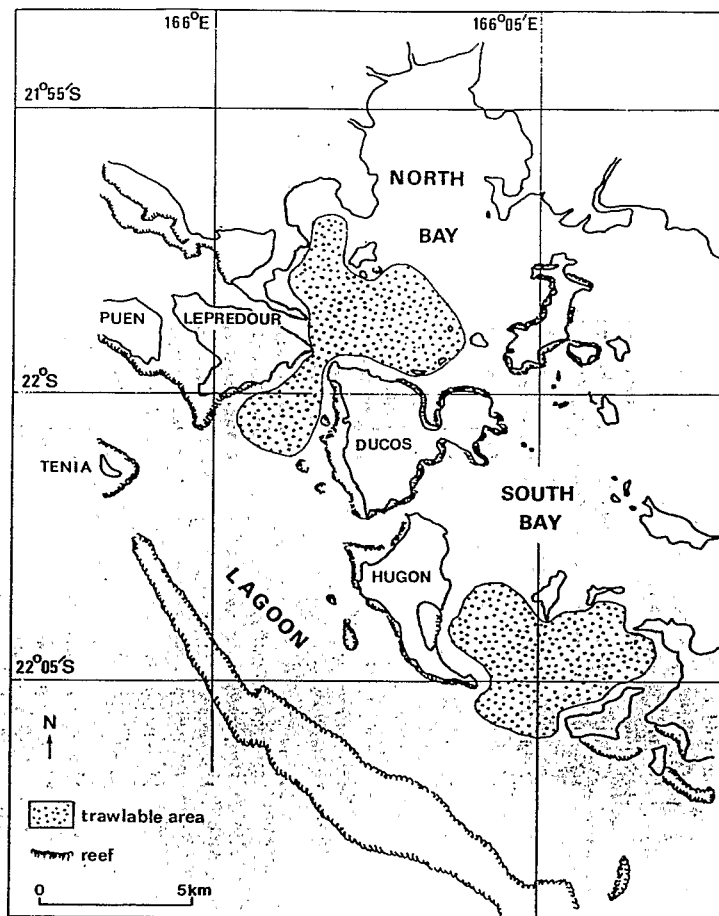 166°E
166°05'E
21°55'S
NORTH
BAY
PUEN
LEPREDOUR
22°S
DUCOS
TENIA
SOUTH
BAY
HUGON
LAGOON
22°05'S
N
trawlable area
reef
0 5km